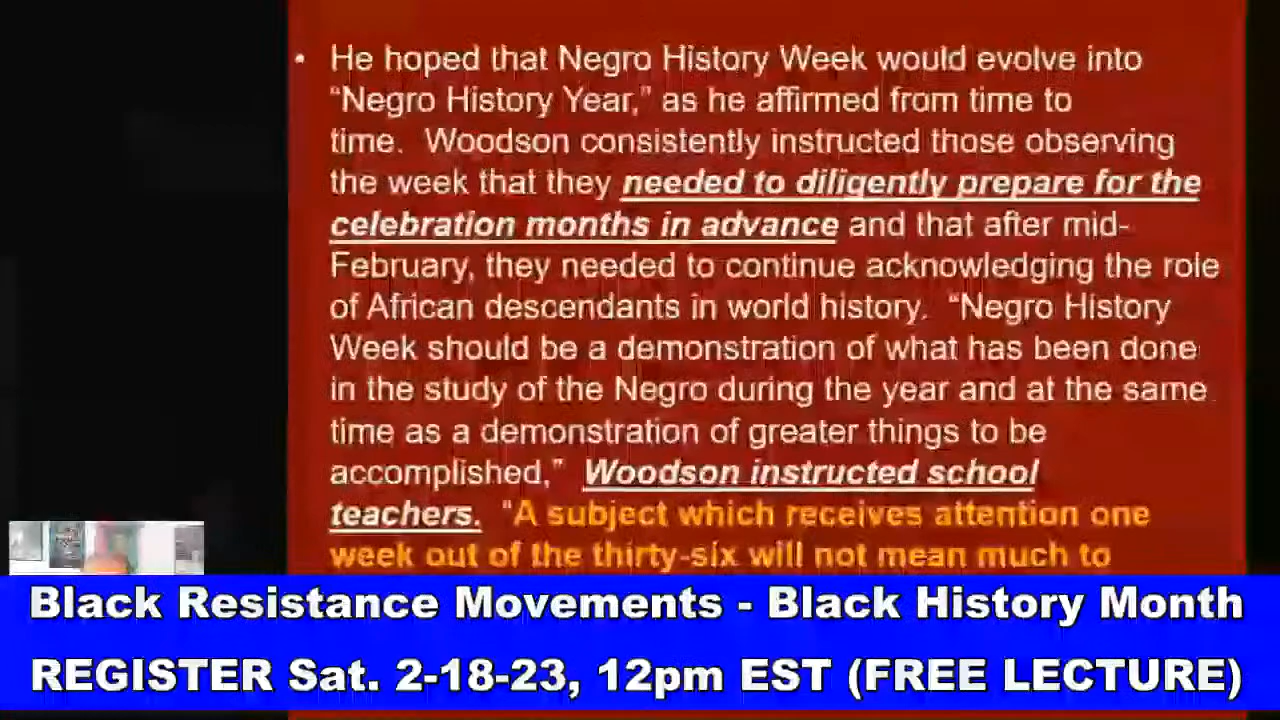 • He hoped that Negro History Week would evolve into
“Negro History Year,” as he affirmed from time to
time. Woodson consistently instructed those observing
the week that they needed to diligently prepare for the
celebration months in advance and that after mid-
February, they needed to continue acknowledging the role
of African descendants in world history. “Negro History
Week should be a demonstration of what has been done
in the study of the Negro during the year and at the same
time as a demonstration of greater things to be
accomplished,” Woodson instructed school
teachers. “A subject which receives attention one
week out of the thirty-six will not mean much to
Black Resistance Movements - Black History Month
REGISTER Sat. 2-18-23, 12pm EST (FREE LECTURE)